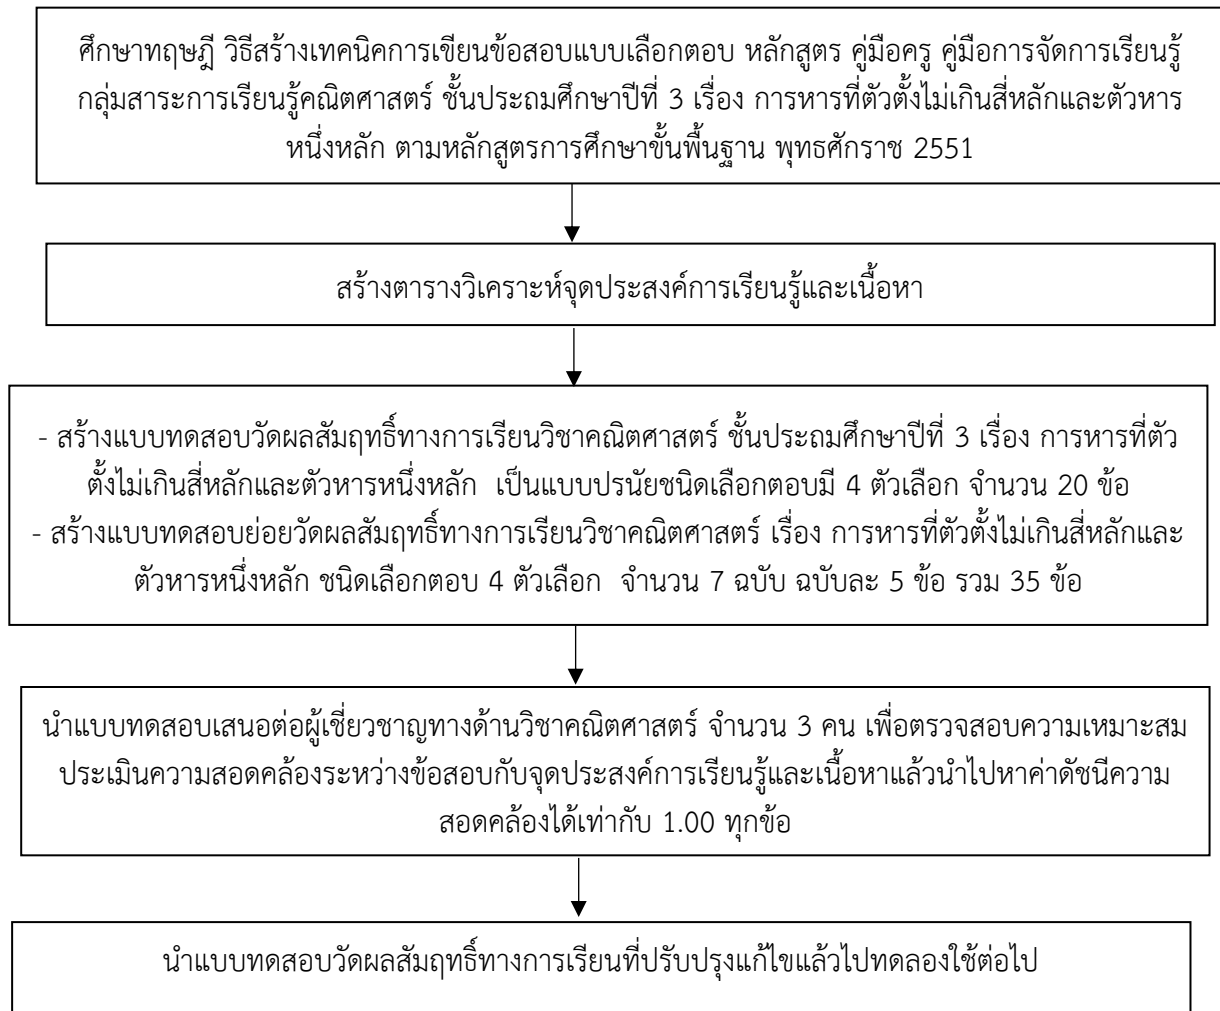 ศึกษาทฤษฎี วิธีสร้างเทคนิคการเขียนข้อสอบแบบเลือกตอบ หลักสูตร คู่มือครู คู่มือการจัดการเรียนรู้
กลุ่มสาระการเรียนรู้คณิตศาสตร์ ชั้นประถมศึกษาปีที่ 3 เรื่อง การหารที่ตัวตั้งไม่เกินสี่หลักและตัวหาร
หนึ่งหลัก ตามหลักสูตรการศึกษาขั้นพื้นฐาน พุทธศักราช 2551
สร้างตารางวิเคราะห์จุดประสงค์การเรียนรู้และเนื้อหา
- สร้างแบบทดสอบวัดผลสัมฤทธิ์ทางการเรียนวิชาคณิตศาสตร์ ชั้นประถมศึกษาปีที่ 3 เรื่อง การหารที่ตัว
ตั้งไม่เกินสี่หลักและตัวหารหนึ่งหลัก เป็นแบบปรนัยชนิดเลือกตอบมี 4 ตัวเลือก จำนวน 20 ข้อ
- สร้างแบบทดสอบย่อยวัดผลสัมฤทธิ์ทางการเรียนวิชาคณิตศาสตร์ เรื่อง การหารที่ตัวตั้งไม่เกินสี่หลักและ
ตัวหารหนึ่งหลัก ชนิดเลือกตอบ 4 ตัวเลือก จำนวน 7 ฉบับ ฉบับละ 5 ข้อ รวม 35 ข้อ
นำแบบทดสอบเสนอต่อผู้เชี่ยวชาญทางด้านวิชาคณิตศาสตร์ จำนวน 3 คน เพื่อตรวจสอบความเหมาะสม
ประเมินความสอดคล้องระหว่างข้อสอบกับจุดประสงค์การเรียนรู้และเนื้อหาแล้วนำไปหาค่าดัชนีความ
สอดคล้องได้เท่ากับ 1.00 ทุกข้อ
นำแบบทดสอบวัดผลสัมฤทธิ์ทางการเรียนที่ปรับปรุงแก้ไขแล้วไปทดลองใช้ต่อไป